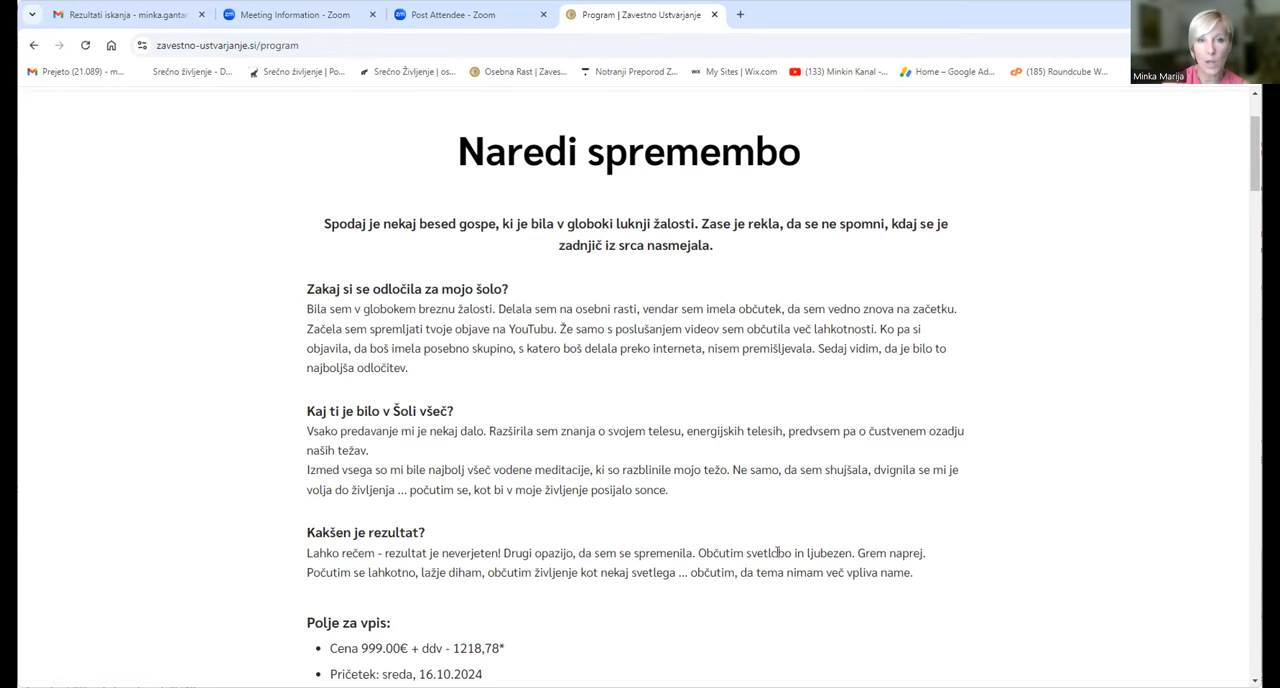 Rezultati iskanja - minka.gantar
Meeting Information - Zoom
Post Attendee - Zoom
Program | Zavestno Ustvarjanje
zavestno-ustvarjanje.si/program
Prejeto (21.089) - m...
Srečno življenje - D...
Srečno življenje | Po...
Srečno Življenje | os...
Osebna Rast | Zaves...
Notranji Preporod Z...
My Sites | Wix.com
(133) Minkin Kanal -...
Home – Google Ad...
(185) Roundcube W...
Minka Marija
Naredi spremembo
Spodaj je nekaj besed gospe, ki je bila v globoki luknji žalosti. Zase je rekla, da se ne spomni, kdaj se je
zadnjič iz srca nasmejala.
Zakaj si se odločila za mojo šolo?
Bila sem v globokem breznu žalosti. Delala sem na osebni rasti, vendar sem imela občutek, da sem vedno znova na začetku.
Začela sem spremljati tvoje objave na YouTubu. Že samo s poslušanjem videov sem občutila več lahkotnosti. Ko pa si
objavila, da boš imela posebno skupino, s katero boš delala preko interneta, nisem premišljevala. Sedaj vidim, da je bilo to
najboljša odločitev.
Kaj ti je bilo v Šoli všeč?
Vsako predavanje mi je nekaj dalo. Razširila sem znanja o svojem telesu, energijskih telesih, predvsem pa o čustvenem ozadju
naših težav.
Izmed vsega so mi bile najbolj všeč vodene meditacije, ki so razblinile mojo težo. Ne samo, da sem shujšala, dvignila se mi je
volja do življenja ... počutim se, kot bi v moje življenje posijalo sonce.
Kakšen je rezultat?
Lahko rečem - rezultat je neverjeten! Drugi opazijo, da sem se spremenila. Občutim svetlobo in ljubezen. Grem naprej.
Počutim se lahkotno, lažje diham, občutim življenje kot nekaj svetlega ... občutim, da tema nimam več vpliva name.
Polje za vpis:
• Cena 999.00€ + ddv - 1218,78*
• Pričetek: sreda, 16.10.2024